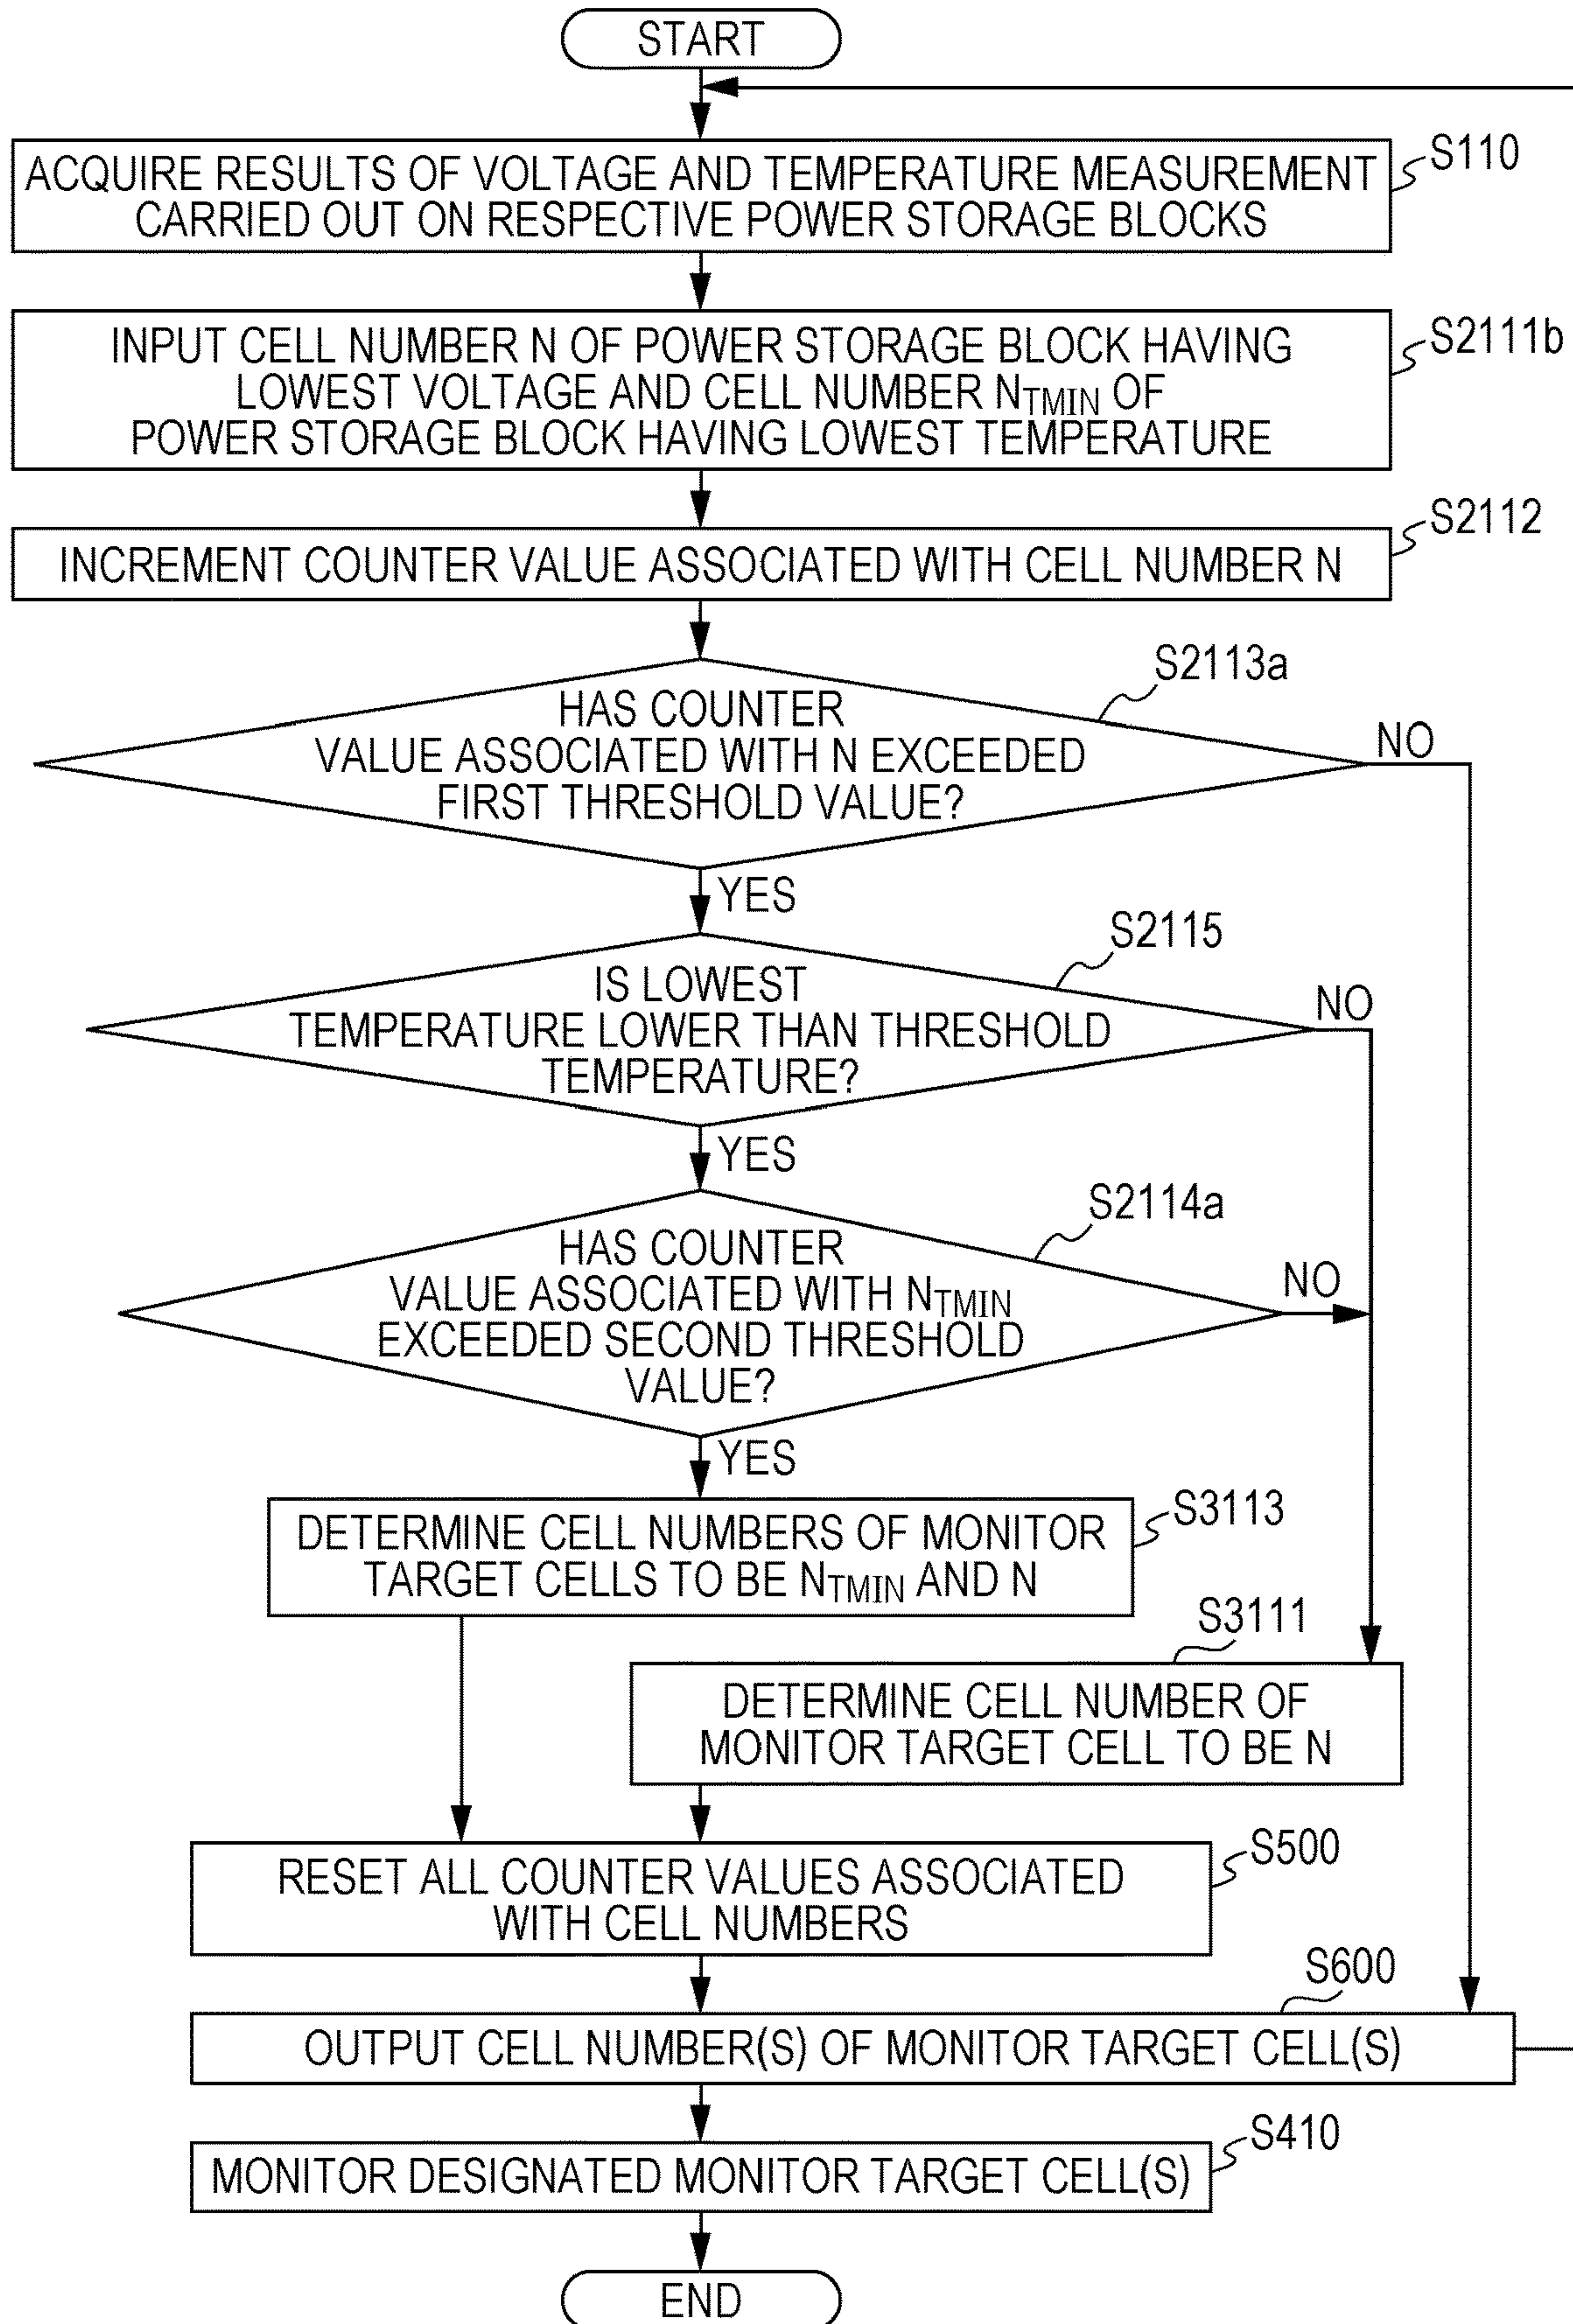 START
ACQUIRE RESULTS OF VOLTAGE AND TEMPERATURE MEASUREMENT
CARRIED OUT ON RESPECTIVE POWER STORAGE BLOCKS
S110
INPUT CELL NUMBER N OF POWER STORAGE BLOCK HAVING
LOWEST VOLTAGE AND CELL NUMBER NTMIN OF
POWER STORAGE BLOCK HAVING LOWEST TEMPERATURE
S2111b
INCREMENT COUNTER VALUE ASSOCIATED WITH CELL NUMBER N
S2112
HAS COUNTER
VALUE ASSOCIATED WITH N EXCEEDED
FIRST THRESHOLD VALUE?
S2113a
NO
YES
IS LOWEST
TEMPERATURE LOWER THAN THRESHOLD
TEMPERATURE?
S2115
NO
YES
HAS COUNTER
VALUE ASSOCIATED WITH NTMIN
EXCEEDED SECOND THRESHOLD
VALUE?
S2114a
NO
YES
DETERMINE CELL NUMBERS OF MONITOR
TARGET CELLS TO BE NTMIN AND N
S3113
S3111
DETERMINE CELL NUMBER OF
MONITOR TARGET CELL TO BE N
RESET ALL COUNTER VALUES ASSOCIATED
WITH CELL NUMBERS
S500
S600
OUTPUT CELL NUMBER(S) OF MONITOR TARGET CELL(S)
MONITOR DESIGNATED MONITOR TARGET CELL(S)
S410
END